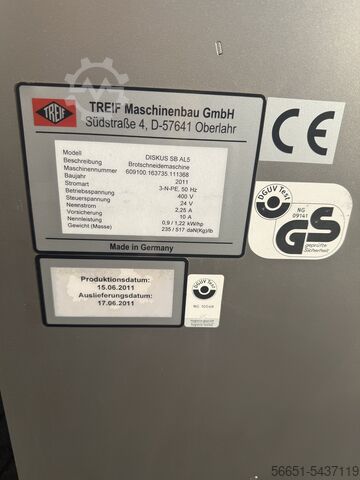 TREIF
TREIF Maschinenbau GmbH
Südstraße 4, D-57641 Oberlahr
Modell DISKUS SB AL5
Beschreibung Brotschneidemaschine
Maschinennummer 609100.163735.111368
Baujahr 2011
Stromart 3-N-PE, 50 Hz
Betriebsspannung 400 V
Steuerspannung 24 V
Nennstrom 2,25 A
Vorsicherung 10 A
Nennleistung 0,9 / 1,22 kW/hp
Gewicht (Masse) 235 / 517 daN(Kg)/lb
Made in Germany
CE
DGUV Test
NG
09141
GS
geprüfte
Sicherheit
Produktionsdatum:
15.06.2011
Auslieferungsdatum:
17.06.2011
56651-5437119